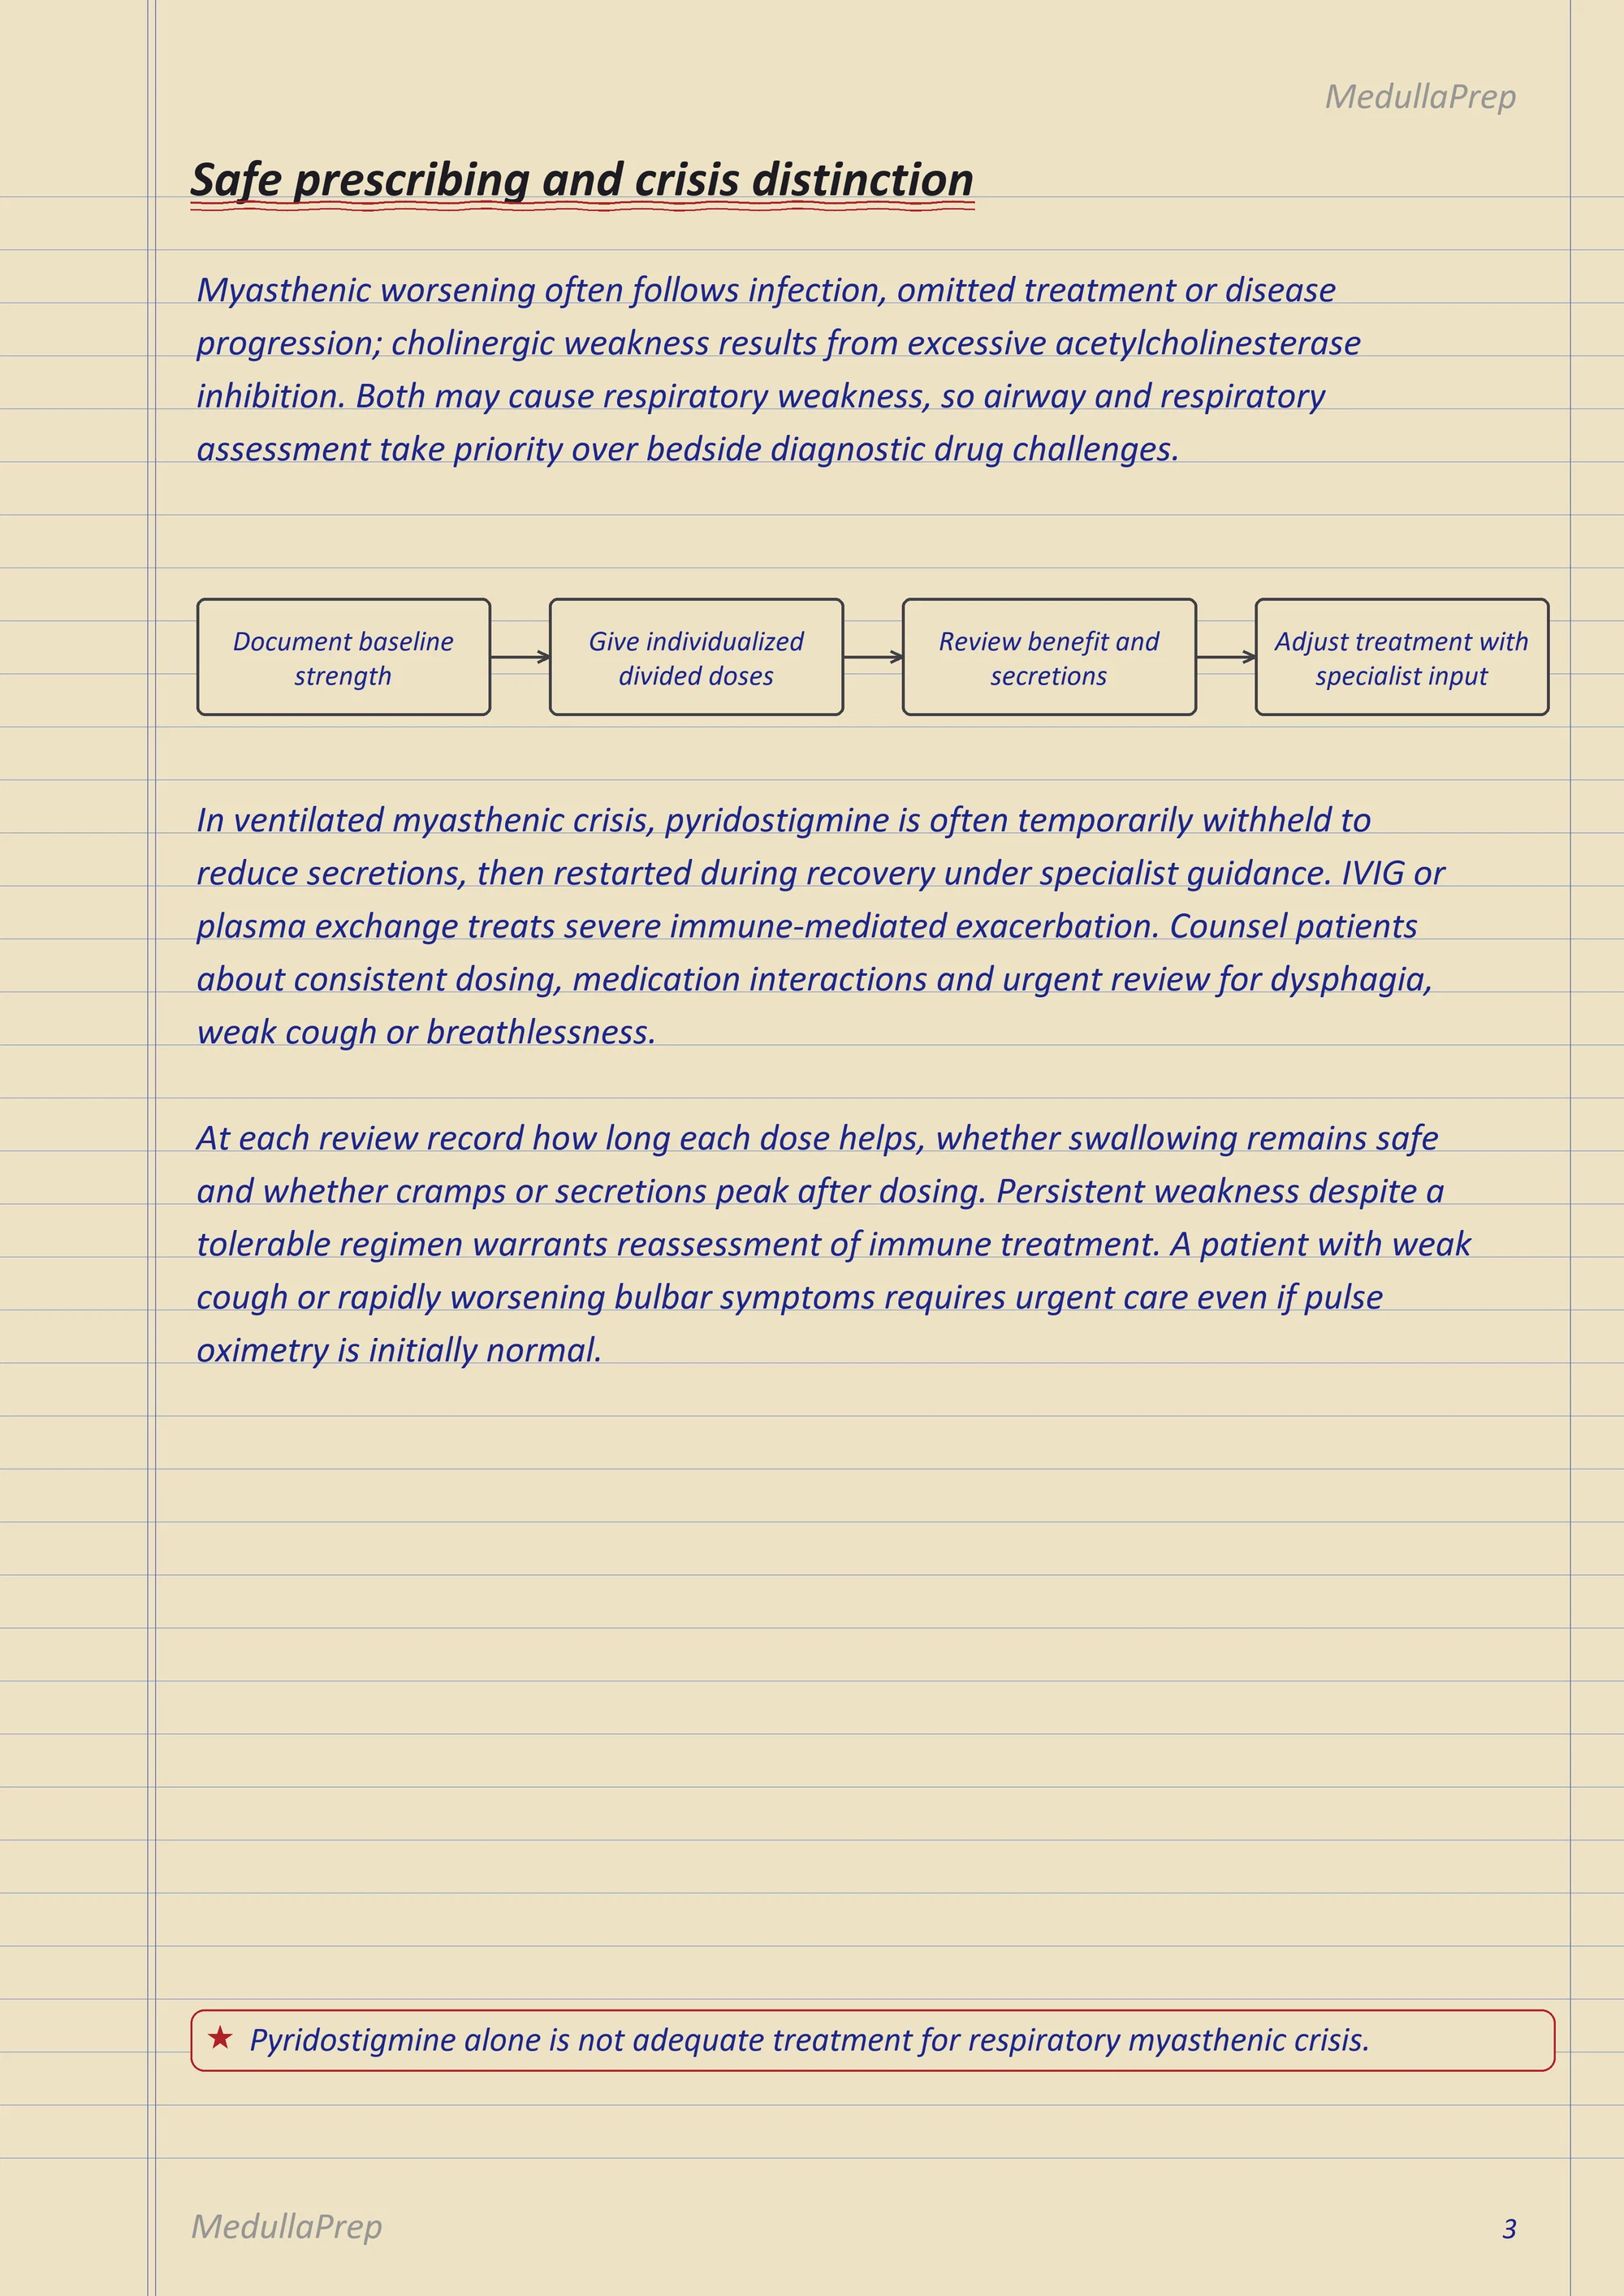 MedullaPrep
Safe prescribing and crisis distinction
Myasthenic worsening often follows infection, omitted treatment or disease
progression; cholinergic weakness results from excessive acetylcholinesterase
inhibition. Both may cause respiratory weakness, so airway and respiratory
assessment take priority over bedside diagnostic drug challenges.
Document baseline
strength
Give individualized
divided doses
Review benefit and
secretions
Adjust treatment with
specialist input
In ventilated myasthenic crisis, pyridostigmine is often temporarily withheld to
reduce secretions, then restarted during recovery under specialist guidance. IVIG or
plasma exchange treats severe immune-mediated exacerbation. Counsel patients
about consistent dosing, medication interactions and urgent review for dysphagia,
weak cough or breathlessness.
At each review record how long each dose helps, whether swallowing remains safe
and whether cramps or secretions peak after dosing. Persistent weakness despite a
tolerable regimen warrants reassessment of immune treatment. A patient with weak
cough or rapidly worsening bulbar symptoms requires urgent care even if pulse
oximetry is initially normal.
★ Pyridostigmine alone is not adequate treatment for respiratory myasthenic crisis.
MedullaPrep
3